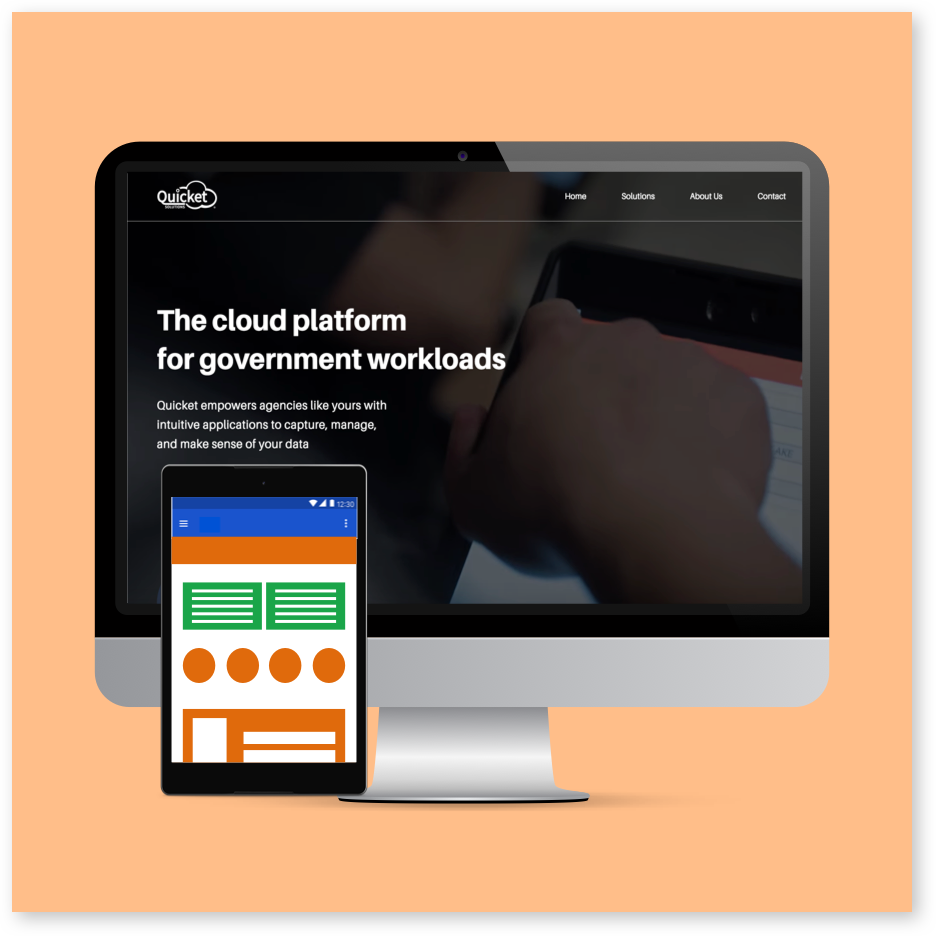 Quicket
SOLUTIONS
Home
Solutions
About Us
Contact
The cloud platform
for government workloads
Quicket empowers agencies like yours with
intuitive applications to capture, manage,
and make sense of your data
12:30